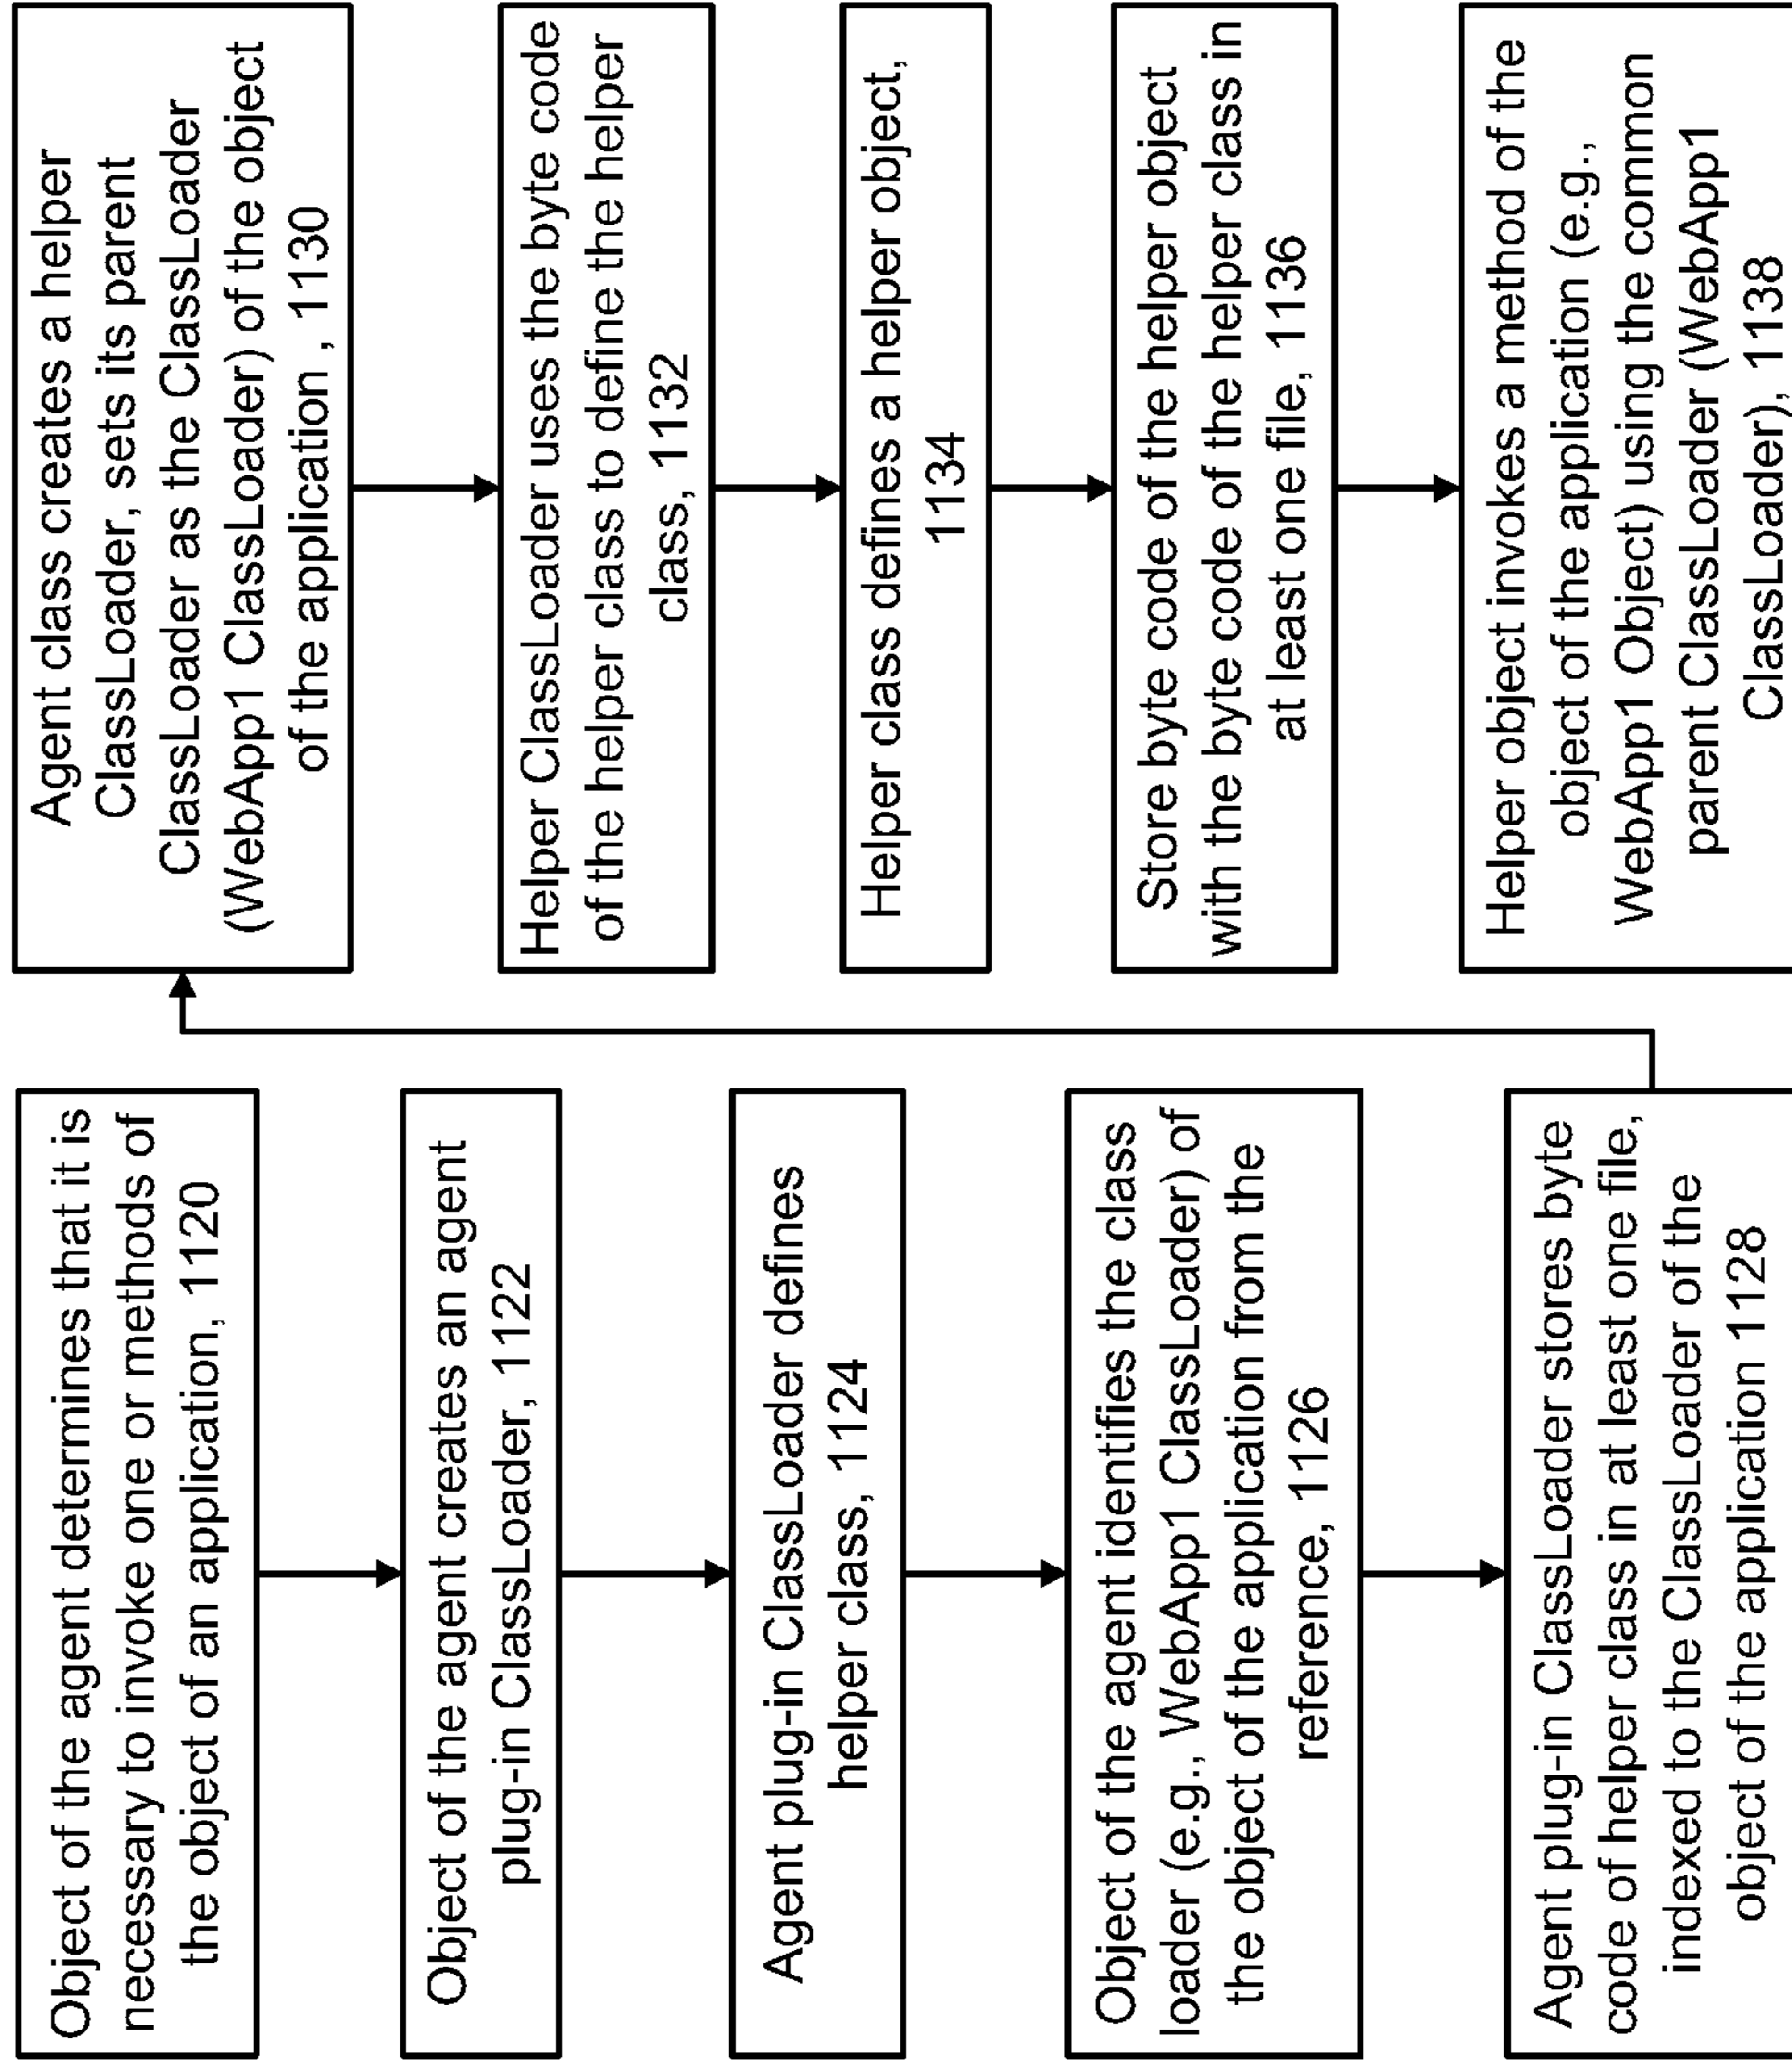 Object of the agent determines that it is
necessary to invoke one or methods of
the object of an application, 1120
Object of the agent creates an agent
plug-in ClassLoader, 1122
Agent plug-in ClassLoader defines
helper class, 1124
Object of the agent identifies the class
loader (e.g., WebApp1 ClassLoader) of
the object of the application from the
reference, 1126
Agent plug-in ClassLoader stores byte
code of helper class in at least one file,
indexed to the ClassLoader of the
object of the application 1128
Agent class creates a helper
ClassLoader, sets its parent
ClassLoader as the ClassLoader
(WebApp1 ClassLoader) of the object
of the application , 1130
Helper ClassLoader uses the byte code
of the helper class to define the helper
class, 1132
Helper class defines a helper object,
1134
Store byte code of the helper object
with the byte code of the helper class in
at least one file, 1136
Helper object invokes a method of the
object of the application (e.g.,
WebApp1 Object) using the common
parent ClassLoader (WebApp1
ClassLoader), 1138